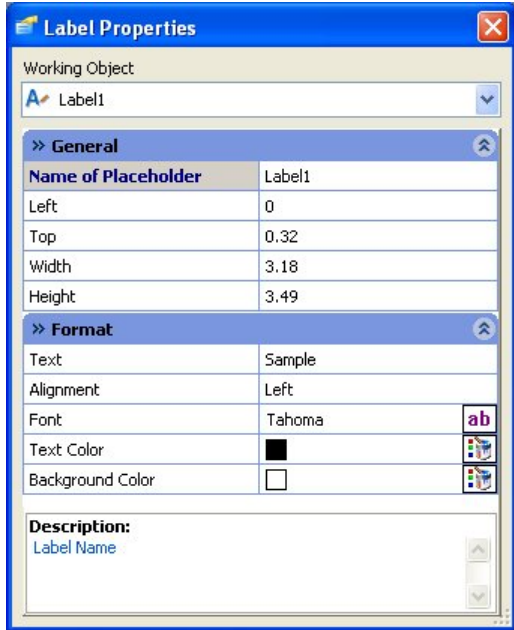 Label Properties
Working Object
Label1
» General
Name of Placeholder Label1
Left 0
Top 0.32
Width 3.18
Height 3.49
» Format
Text Sample
Alignment Left
Font Tahoma ab
Text Color
Background Color
Description:
Label Name